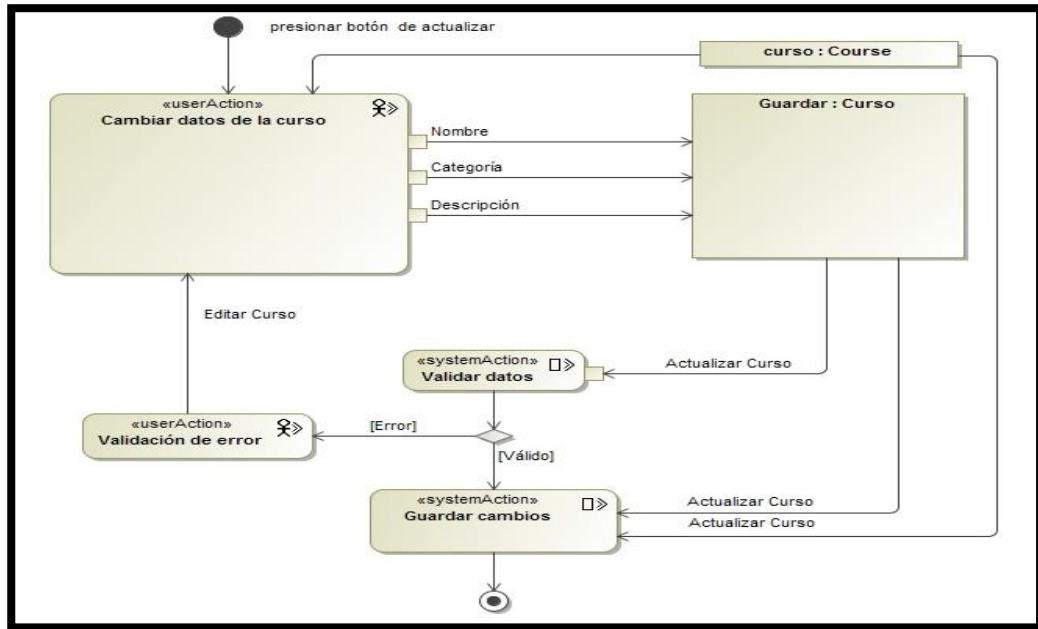 presionar botón de actualizar
curso : Course
«userAction»
Cambiar datos de la curso
Guardar : Curso
Nombre
Categoría
Descripción
Editar Curso
«systemAction»
Validar datos
Actualizar Curso
«userAction»
Validación de error
[Error]
[Válido]
«systemAction»
Guardar cambios
Actualizar Curso
Actualizar Curso